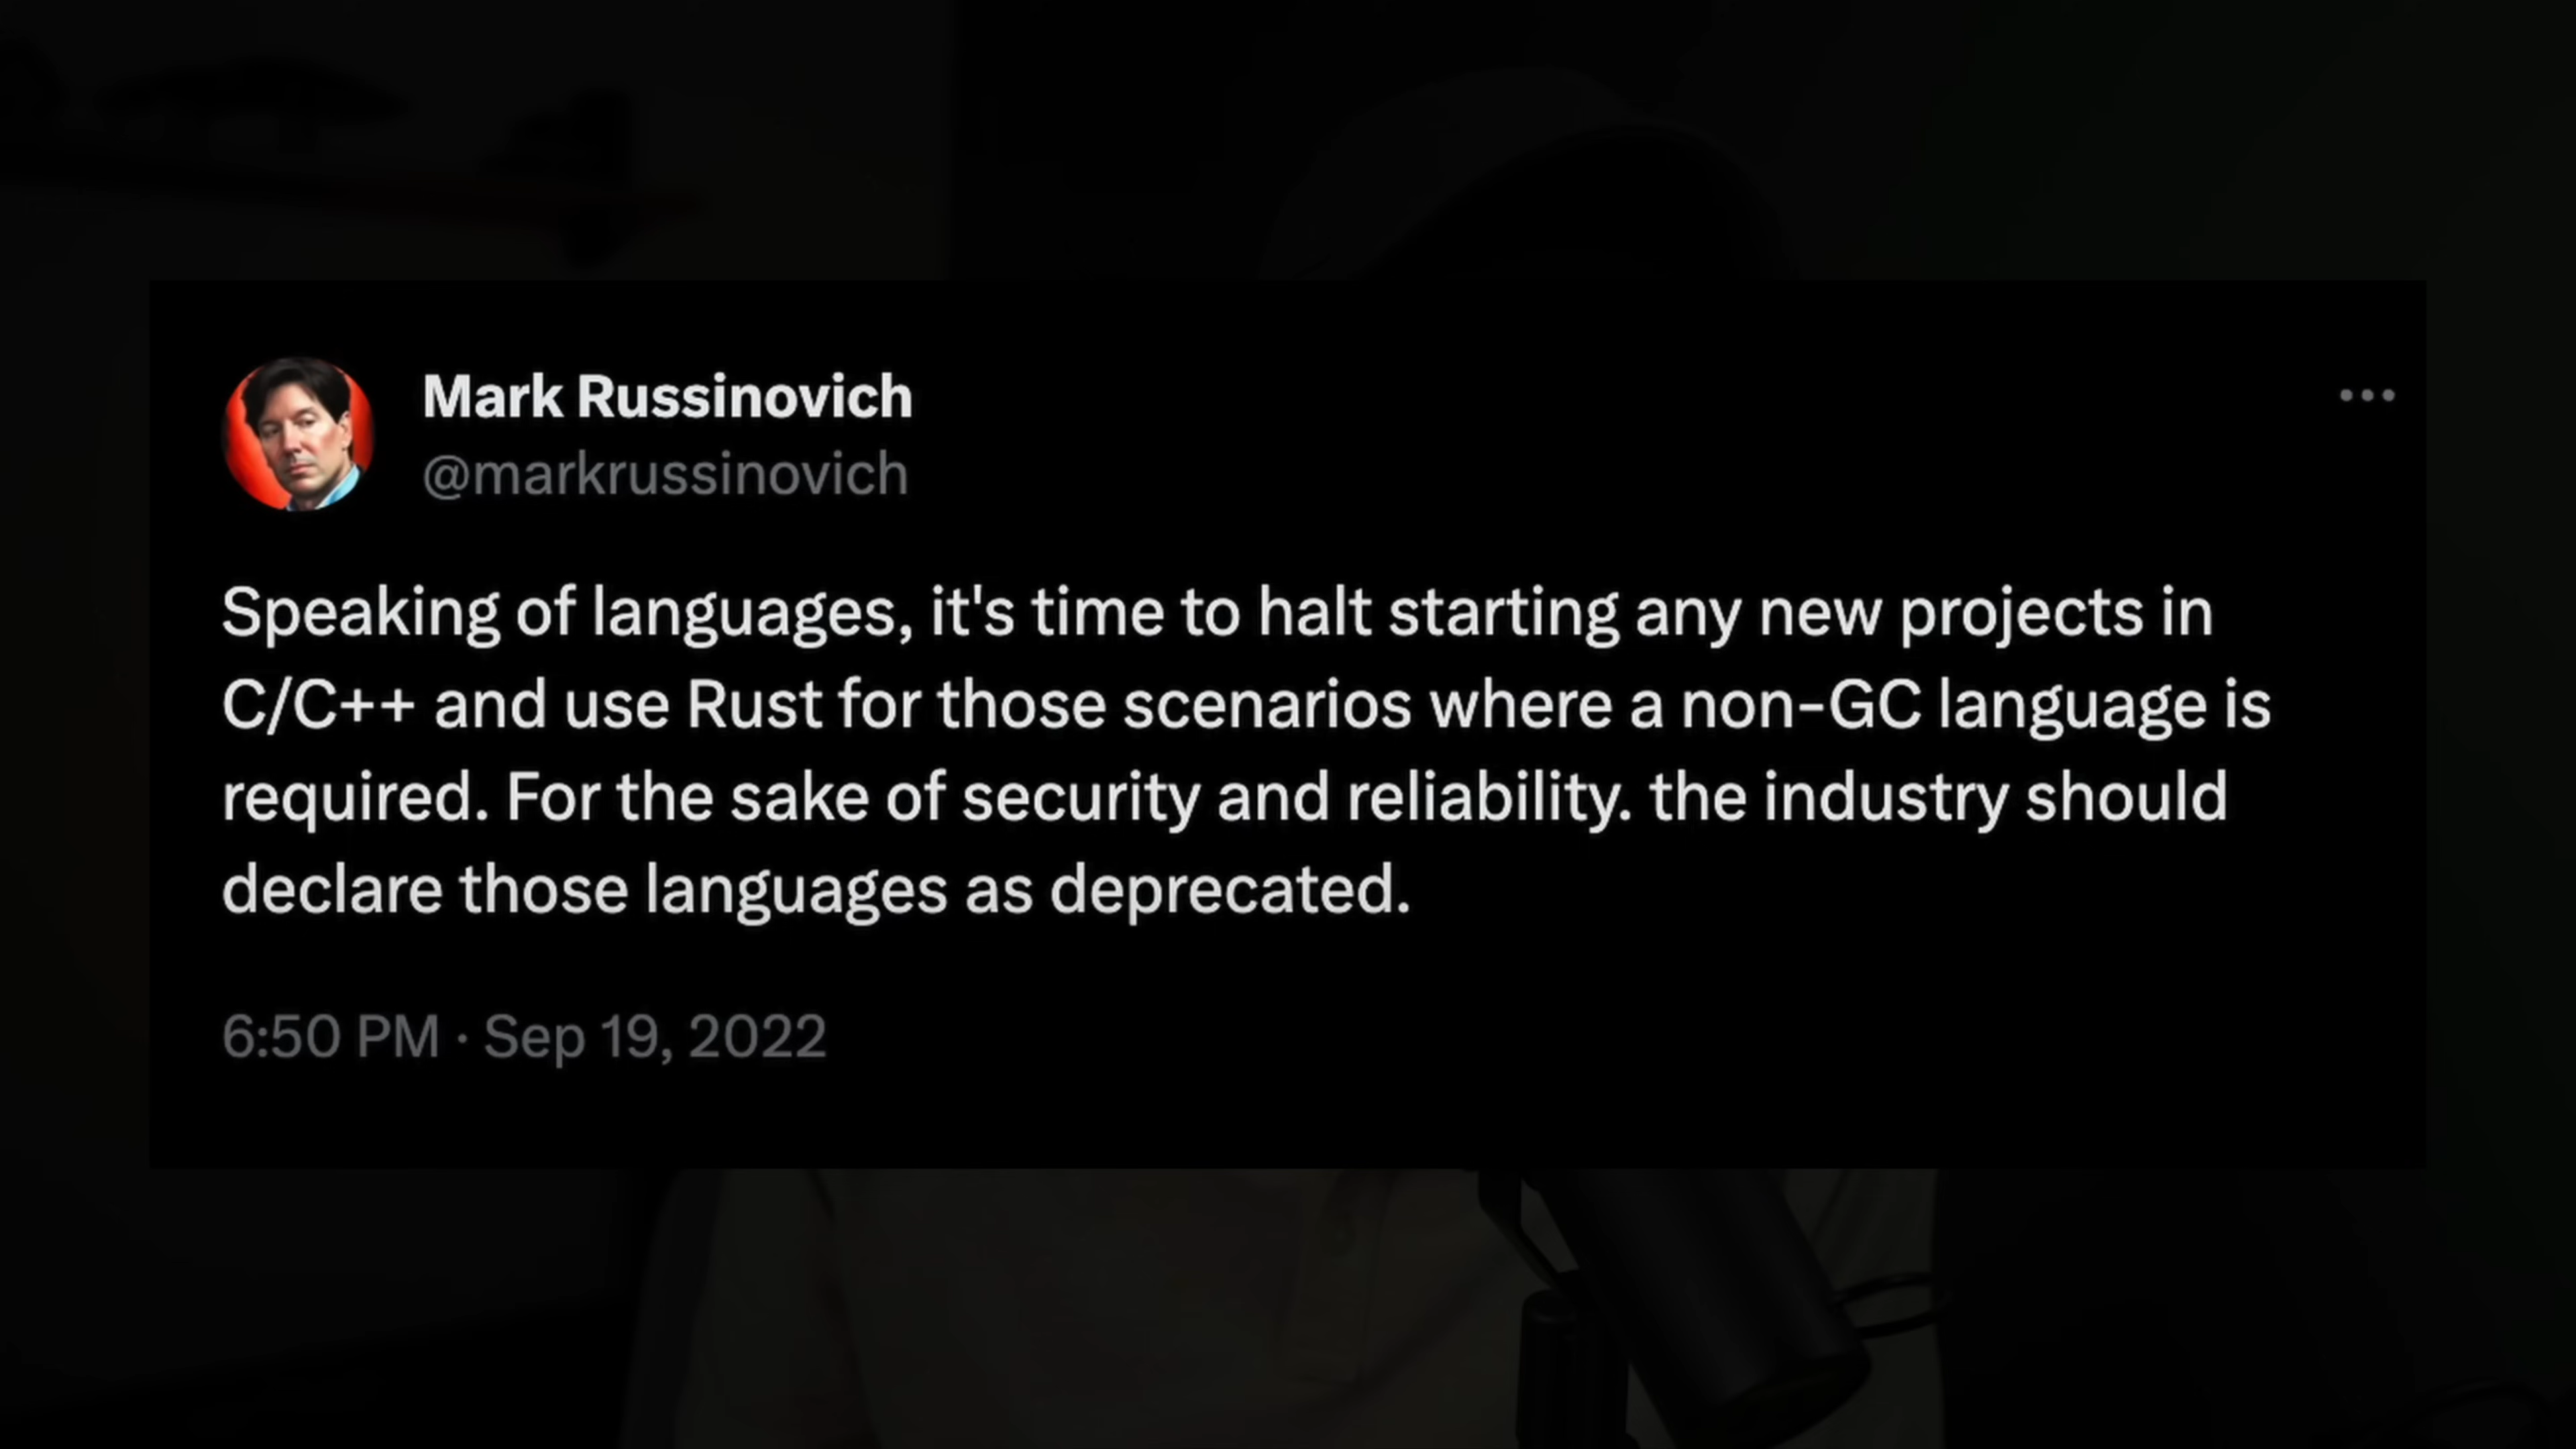 Mark Russinovich
@markrussinovich
Speaking of languages, it's time to halt starting any new projects in
C/C++ and use Rust for those scenarios where a non-GC language is
required. For the sake of security and reliability. the industry should
declare those languages as deprecated.
6:50 PM · Sep 19, 2022